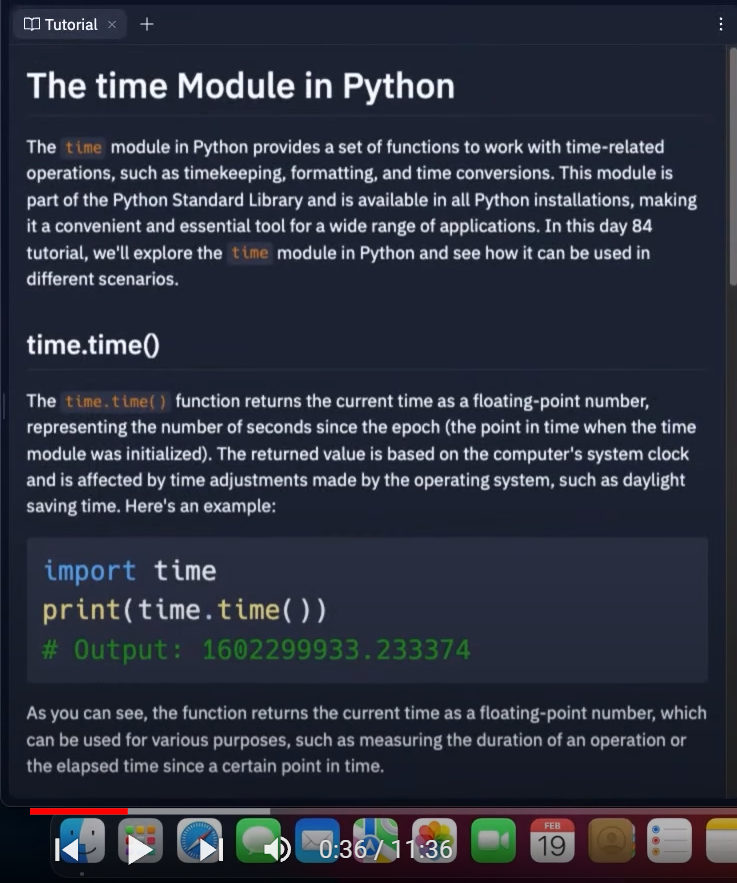 Tutorial
The time Module in Python
The time module in Python provides a set of functions to work with time-related
operations, such as timekeeping, formatting, and time conversions. This module is
part of the Python Standard Library and is available in all Python installations, making
it a convenient and essential tool for a wide range of applications. In this day 84
tutorial, we'll explore the time module in Python and see how it can be used in
different scenarios.
time.time()
The time.time() function returns the current time as a floating-point number,
representing the number of seconds since the epoch (the point in time when the time
module was initialized). The returned value is based on the computer's system clock
and is affected by time adjustments made by the operating system, such as daylight
saving time. Here's an example:
import time
print(time.time())
# Output: 1602299933.233374
As you can see, the function returns the current time as a floating-point number, which
can be used for various purposes, such as measuring the duration of an operation or
the elapsed time since a certain point in time.
FEB
19
0:36 / 11:36